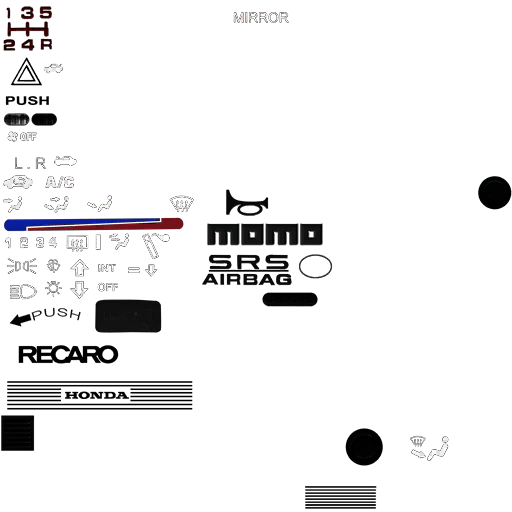 MIRROR
1 3 5
2 4 R
PUSH
OFF
L . R
A/C
1 2 3 4
momo
SRS
AIRBAG
INT
OFF
PUSH
RECARO
HONDA